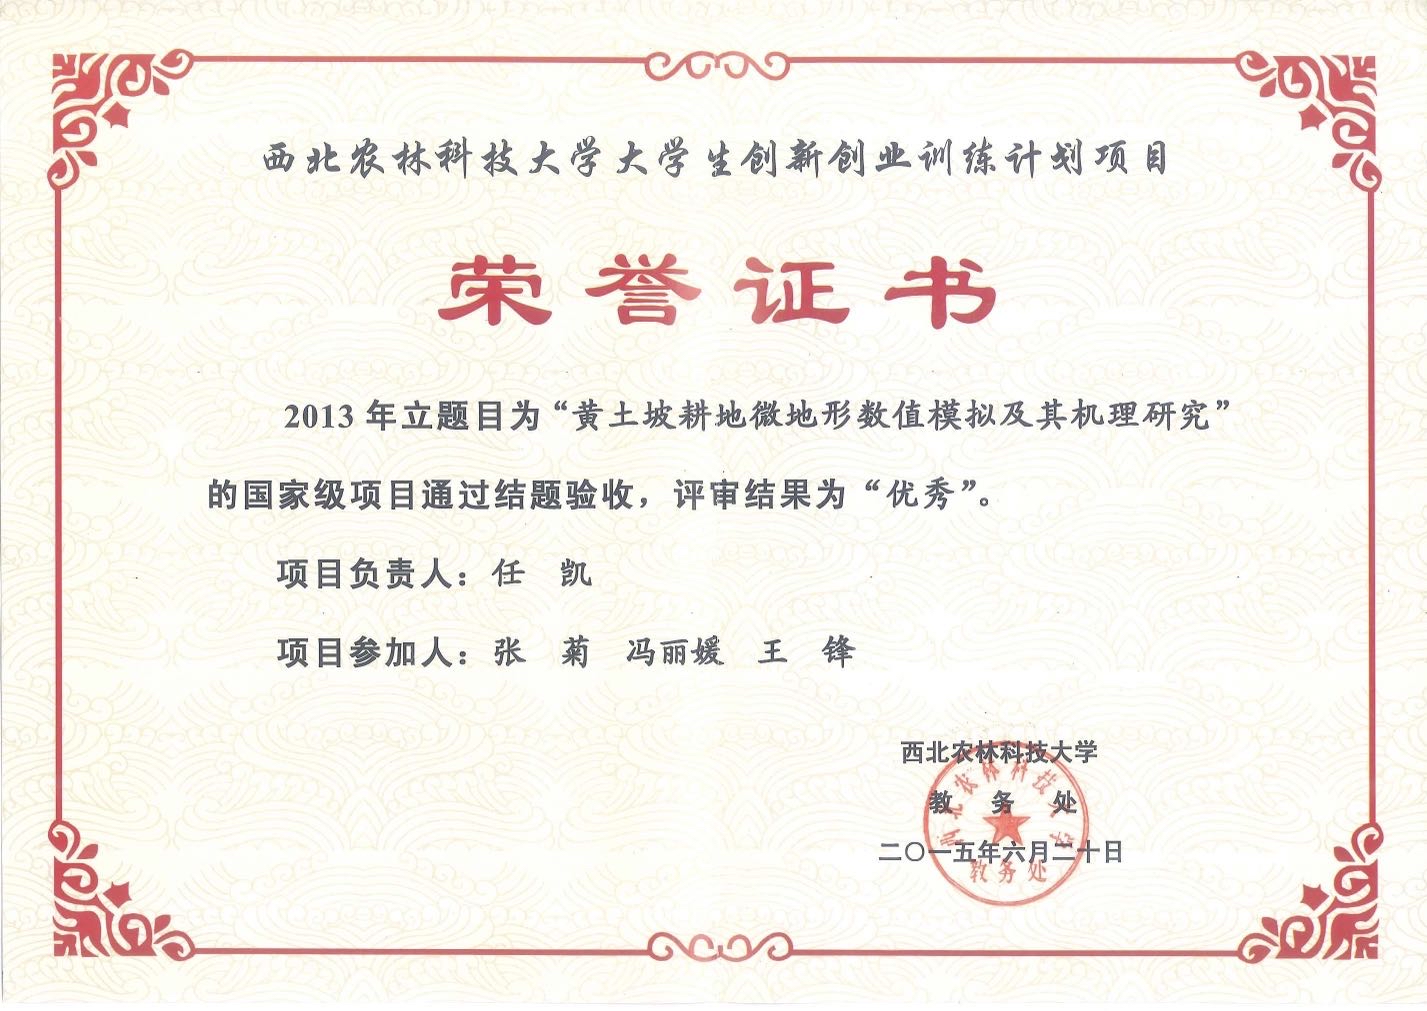 西北农林科技大学大学生创新创业训练计划项目
荣誉证书
2013 年立题目为“黄土坡耕地微地形数值模拟及其机理研究”
的国家级项目通过结题验收，评审结果为“优秀”。
项目负责人：任 凯
项目参加人：张 菊 冯丽媛 王 锋
西北农林科技大学
教 务 处
二〇一五年六月二十日
西北农林科技大学
教务处